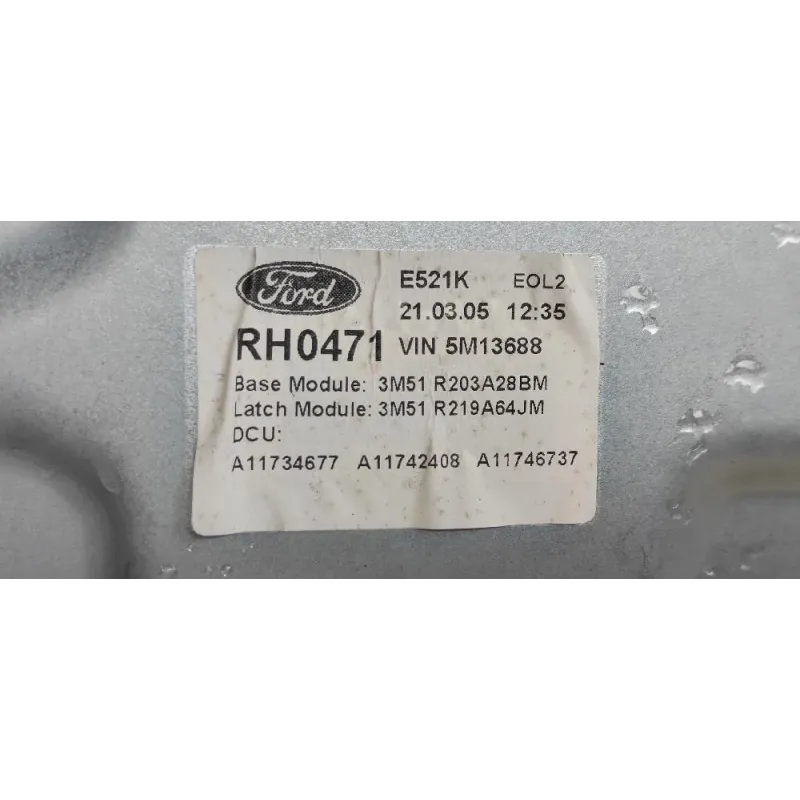 Ford E521K EOL2
21.03.05 12:35
RH0471 VIN 5M13688
Base Module: 3M51 R203A28BM
Latch Module: 3M51 R219A64JM
DCU:
A11734677 A11742408 A11746737